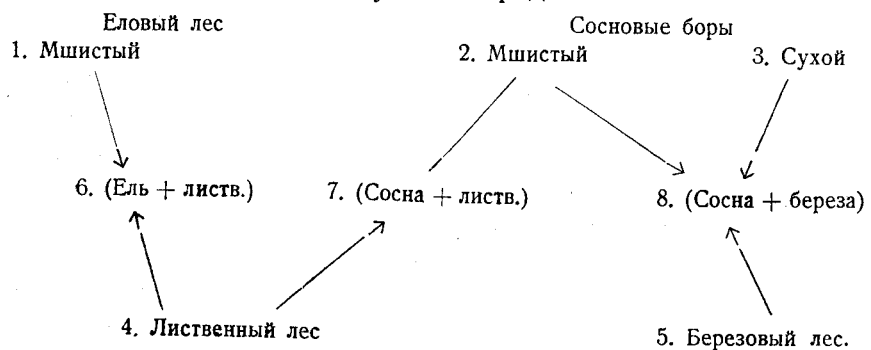 Еловый лес Сосновые боры
1. Мшистый 2. Мшистый 3. Сухой
6. (Ель + листв.) 7. (Сосна + листв.) 8. (Сосна + береза)
4. Лиственный лес
5. Березовый лес.